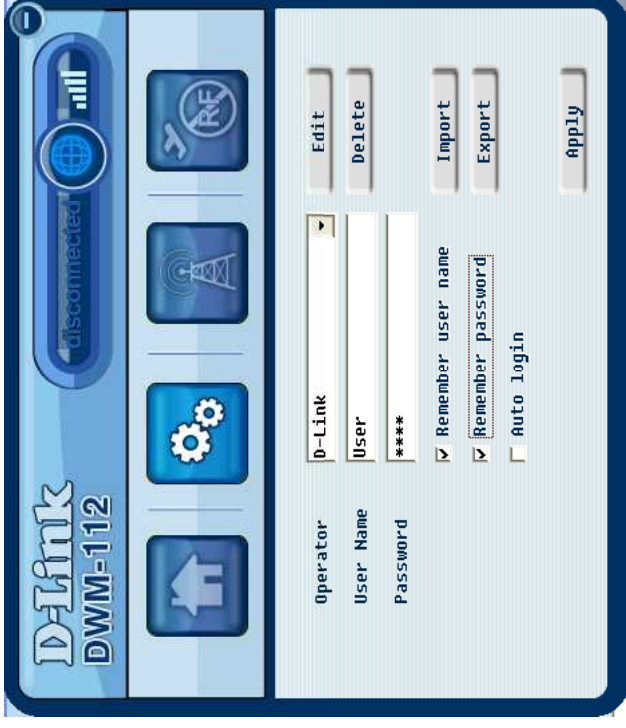 D-Link
DWM-112
disconnected
RF
Operator
D-Link
Edit
User Name
User
Delete
Password
****
Remember user name
Import
Remember password
Export
Auto login
Apply